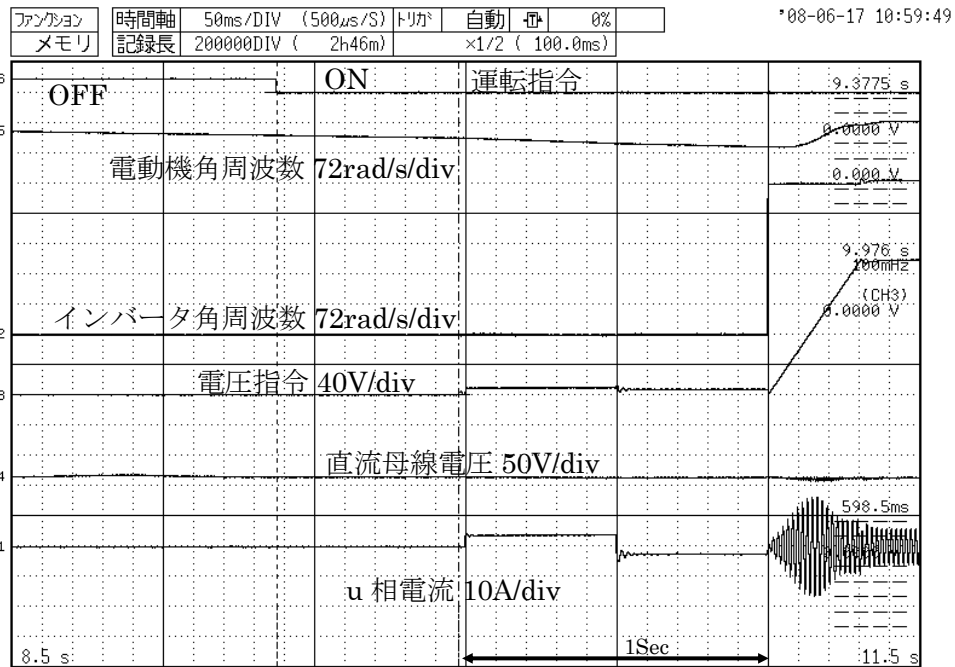 ファンクション 時間軸 50ms/DIV (500μs/S) トリガ 自動 0% '08-06-17 10:59:49
メモリ 記録長 200000DIV ( 2h46m) ×1/2 ( 100.0ms)
OFF ON 運転指令 9.3775 s
0.0000 V
電動機角周波数 72rad/s/div 0.000 V
9.976 s
100mHz
(CH3)
インバータ角周波数 72rad/s/div 0.0000 V
電圧指令 40V/div
直流母線電圧 50V/div
598.5ms
u 相電流 10A/div
1Sec
8.5 s 11.5 s